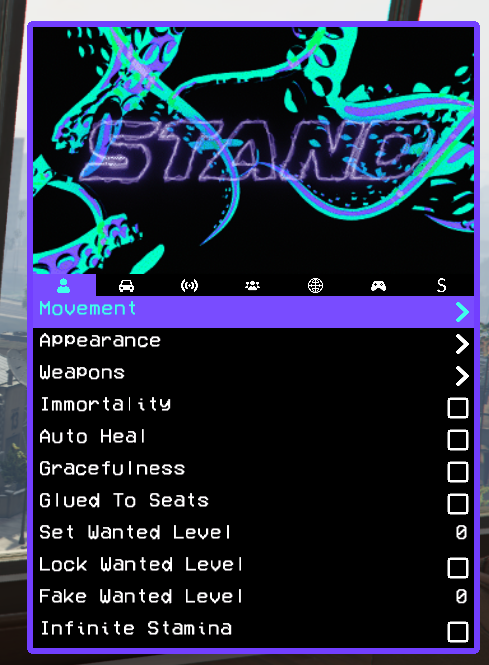 STAND
S
Movement
Appearance
Weapons
Immortality
Auto Heal
Gracefulness
Glued To Seats
Set Wanted Level 0
Lock Wanted Level
Fake Wanted Level 0
Infinite Stamina